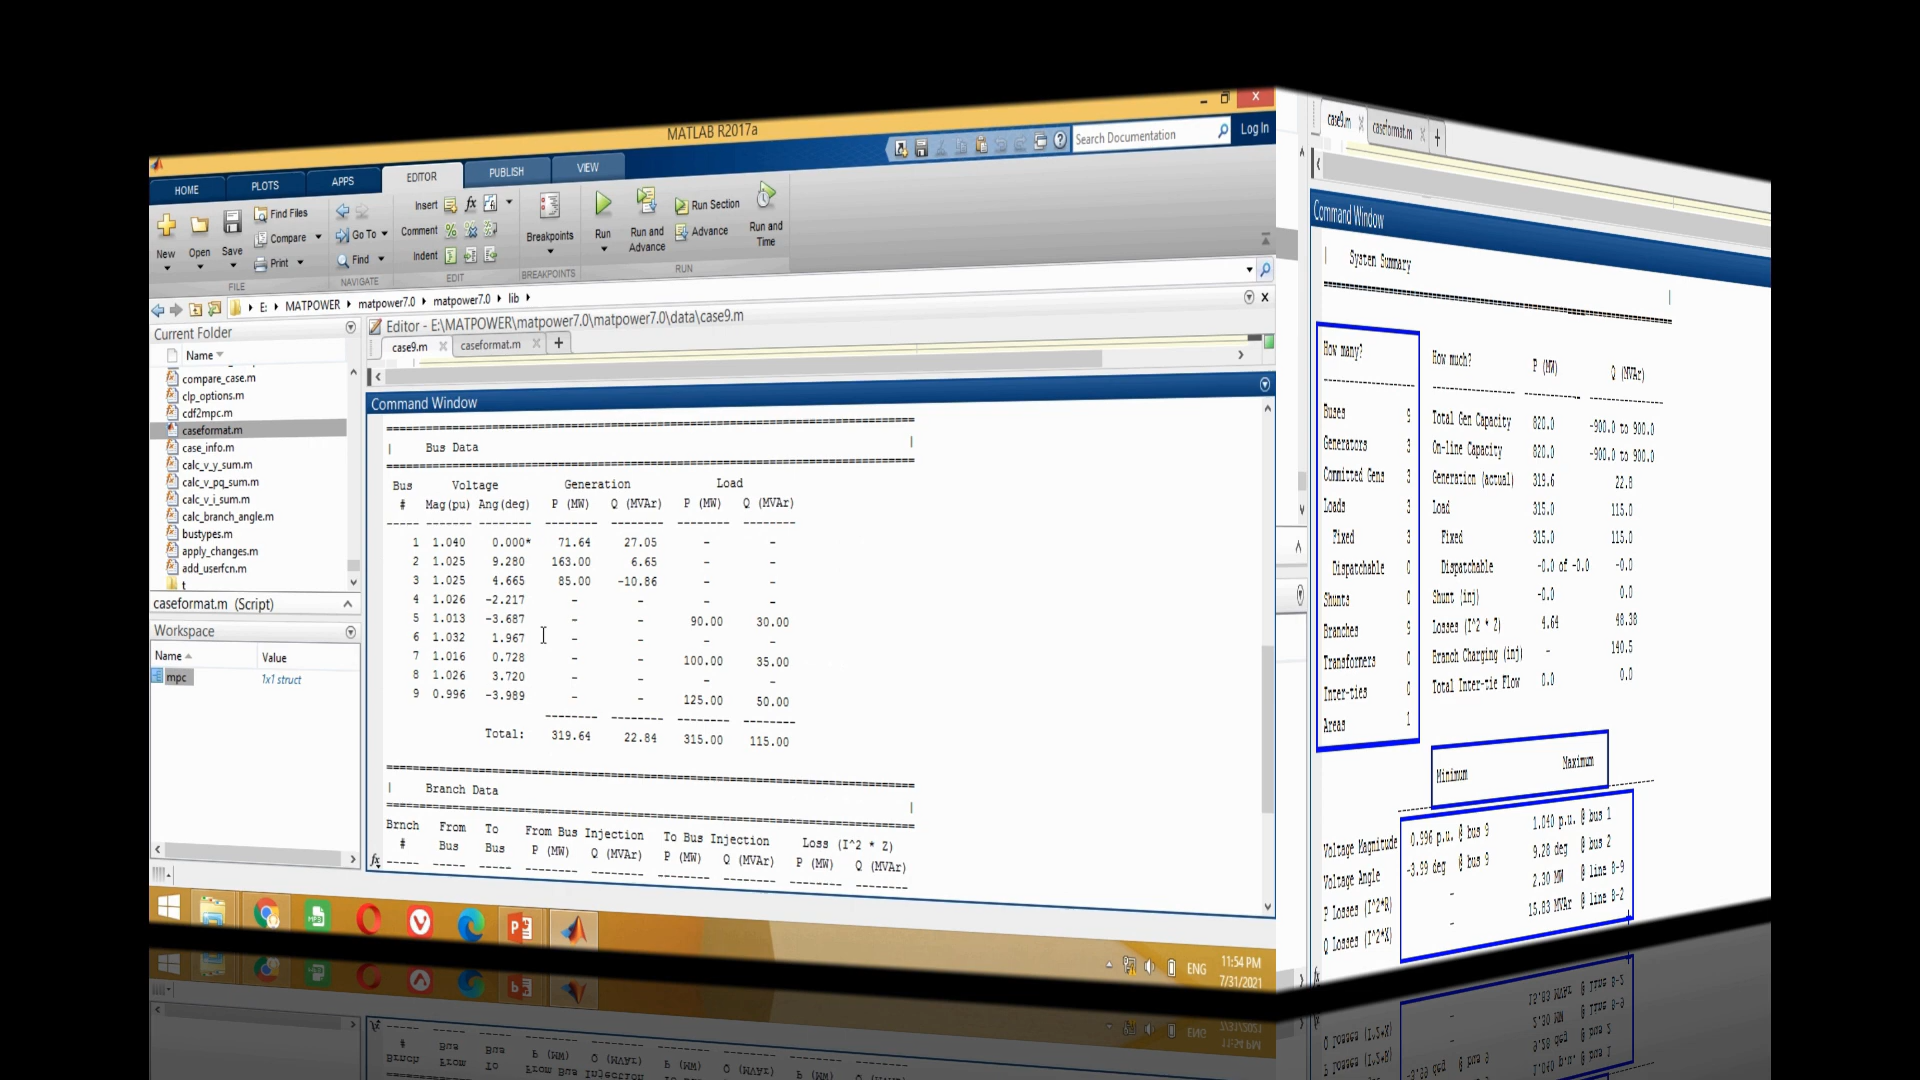 MATLAB R2017a
HOME PLOTS APPS EDITOR PUBLISH VIEW
Search Documentation Log In
New Open Save
Find Files
Compare
Print
FILE
Go To
Find
NAVIGATE
Insert fx
Comment
Indent
EDIT
Breakpoints
BREAKPOINTS
Run
Run and Advance
Run Section
Advance
Run and Time
RUN
E: MATPOWER matpower7.0 matpower7.0 lib
Current Folder
Name
compare_case.m
clp_options.m
cdf2mpc.m
caseformat.m
case_info.m
calc_v_y_sum.m
calc_v_pq_sum.m
calc_v_i_sum.m
calc_branch_angle.m
bustypes.m
apply_changes.m
add_userfcn.m
t
caseformat.m (Script)
Workspace
Name Value
mpc 1x1 struct
Editor - E:\MATPOWER\matpower7.0\matpower7.0\data\case9.m
case9.m caseformat.m +
Command Window
| Bus Data |
Bus Voltage Generation Load
# Mag(pu) Ang(deg) P (MW) Q (MVAr) P (MW) Q (MVAr)
----- ------- -------- -------- -------- -------- --------
1 1.040 0.000* 71.64 27.05 - -
2 1.025 9.280 163.00 6.65 - -
3 1.025 4.665 85.00 -10.86 - -
4 1.026 -2.217 - - - -
5 1.013 -3.687 - - 90.00 30.00
6 1.032 1.967 - - - -
7 1.016 0.728 - - 100.00 35.00
8 1.026 3.720 - - - -
9 0.996 -3.989 - - 125.00 50.00
-------- -------- -------- --------
Total: 319.64 22.84 315.00 115.00
| Branch Data |
Brnch From To From Bus Injection To Bus Injection Loss (I^2 * Z)
# Bus Bus P (MW) Q (MVAr) P (MW) Q (MVAr) P (MW) Q (MVAr)
----- ----- ----- -------- -------- -------- -------- -------- --------
fx
ENG
11:54 PM
7/31/2021
case9.m caseformat.m +
Command Window
| System Summary |
How many? How much? P (MW) Q (MVAr)
Buses 9 Total Gen Capacity 820.0 -900.0 to 900.0
Generators 3 On-line Capacity 820.0 -900.0 to 900.0
Committed Gens 3 Generation (actual) 319.6 22.8
Loads 3 Load 315.0 115.0
Fixed 3 Fixed 315.0 115.0
Dispatchable 0 Dispatchable -0.0 of -0.0 -0.0
Shunts 0 Shunt (inj) -0.0 0.0
Branches 9 Losses (I^2 * Z) 4.64 48.38
Transformers 0 Branch Charging (inj) - 140.5
Inter-ties 0 Total Inter-tie Flow 0.0 0.0
Areas 1
Minimum Maximum
Voltage Magnitude 0.996 p.u. @ bus 9 1.040 p.u. @ bus 1
Voltage Angle -3.99 deg @ bus 9 9.28 deg @ bus 2
P Losses (I^2*R) - 2.30 MW @ line 8-9
Q Losses (I^2*X) - 15.83 MVAr @ line 8-2
fx